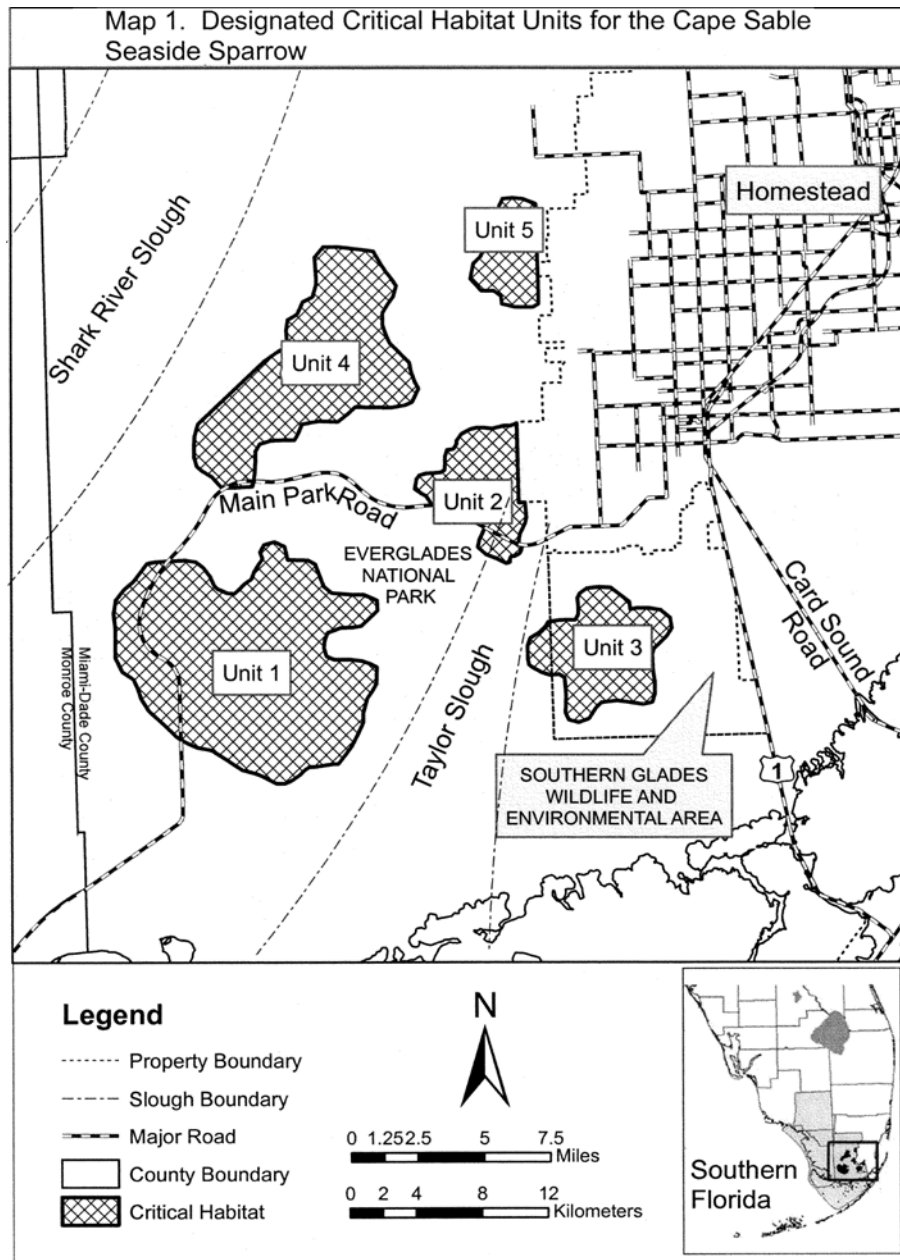 Map 1. Designated Critical Habitat Units for the Cape Sable
Seaside Sparrow
Homestead
Unit 5
Shark River Slough
Unit 4
Main Park Road
Unit 2
EVERGLADES
NATIONAL
PARK
Card Sound
Road
Unit 3
Unit 1
Miami-Dade County
Monroe County
Taylor Slough
1
SOUTHERN GLADES
WILDLIFE AND
ENVIRONMENTAL AREA
Legend
Property Boundary
Slough Boundary
Major Road
County Boundary
Critical Habitat
N
0 1.252.5 5 7.5
Miles
0 2 4 8 12
Kilometers
Southern
Florida